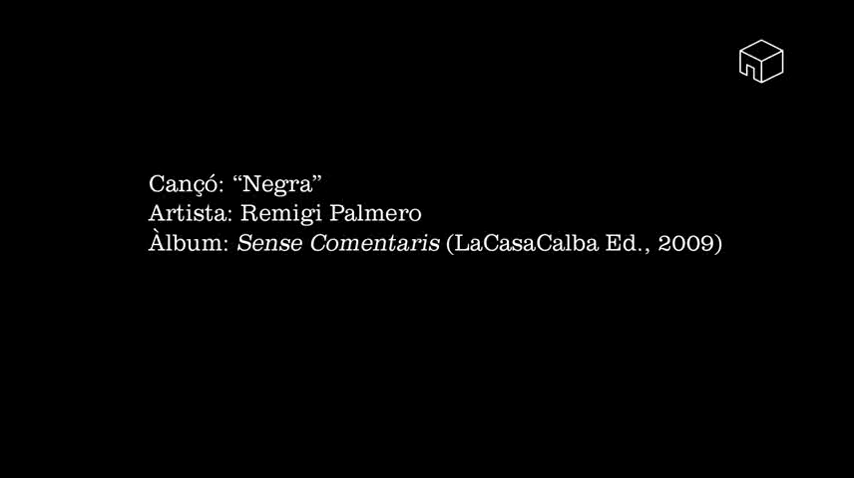 Cançó: “Negra”
Artista: Remigi Palmero
Àlbum: Sense Comentaris (LaCasaCalba Ed., 2009)